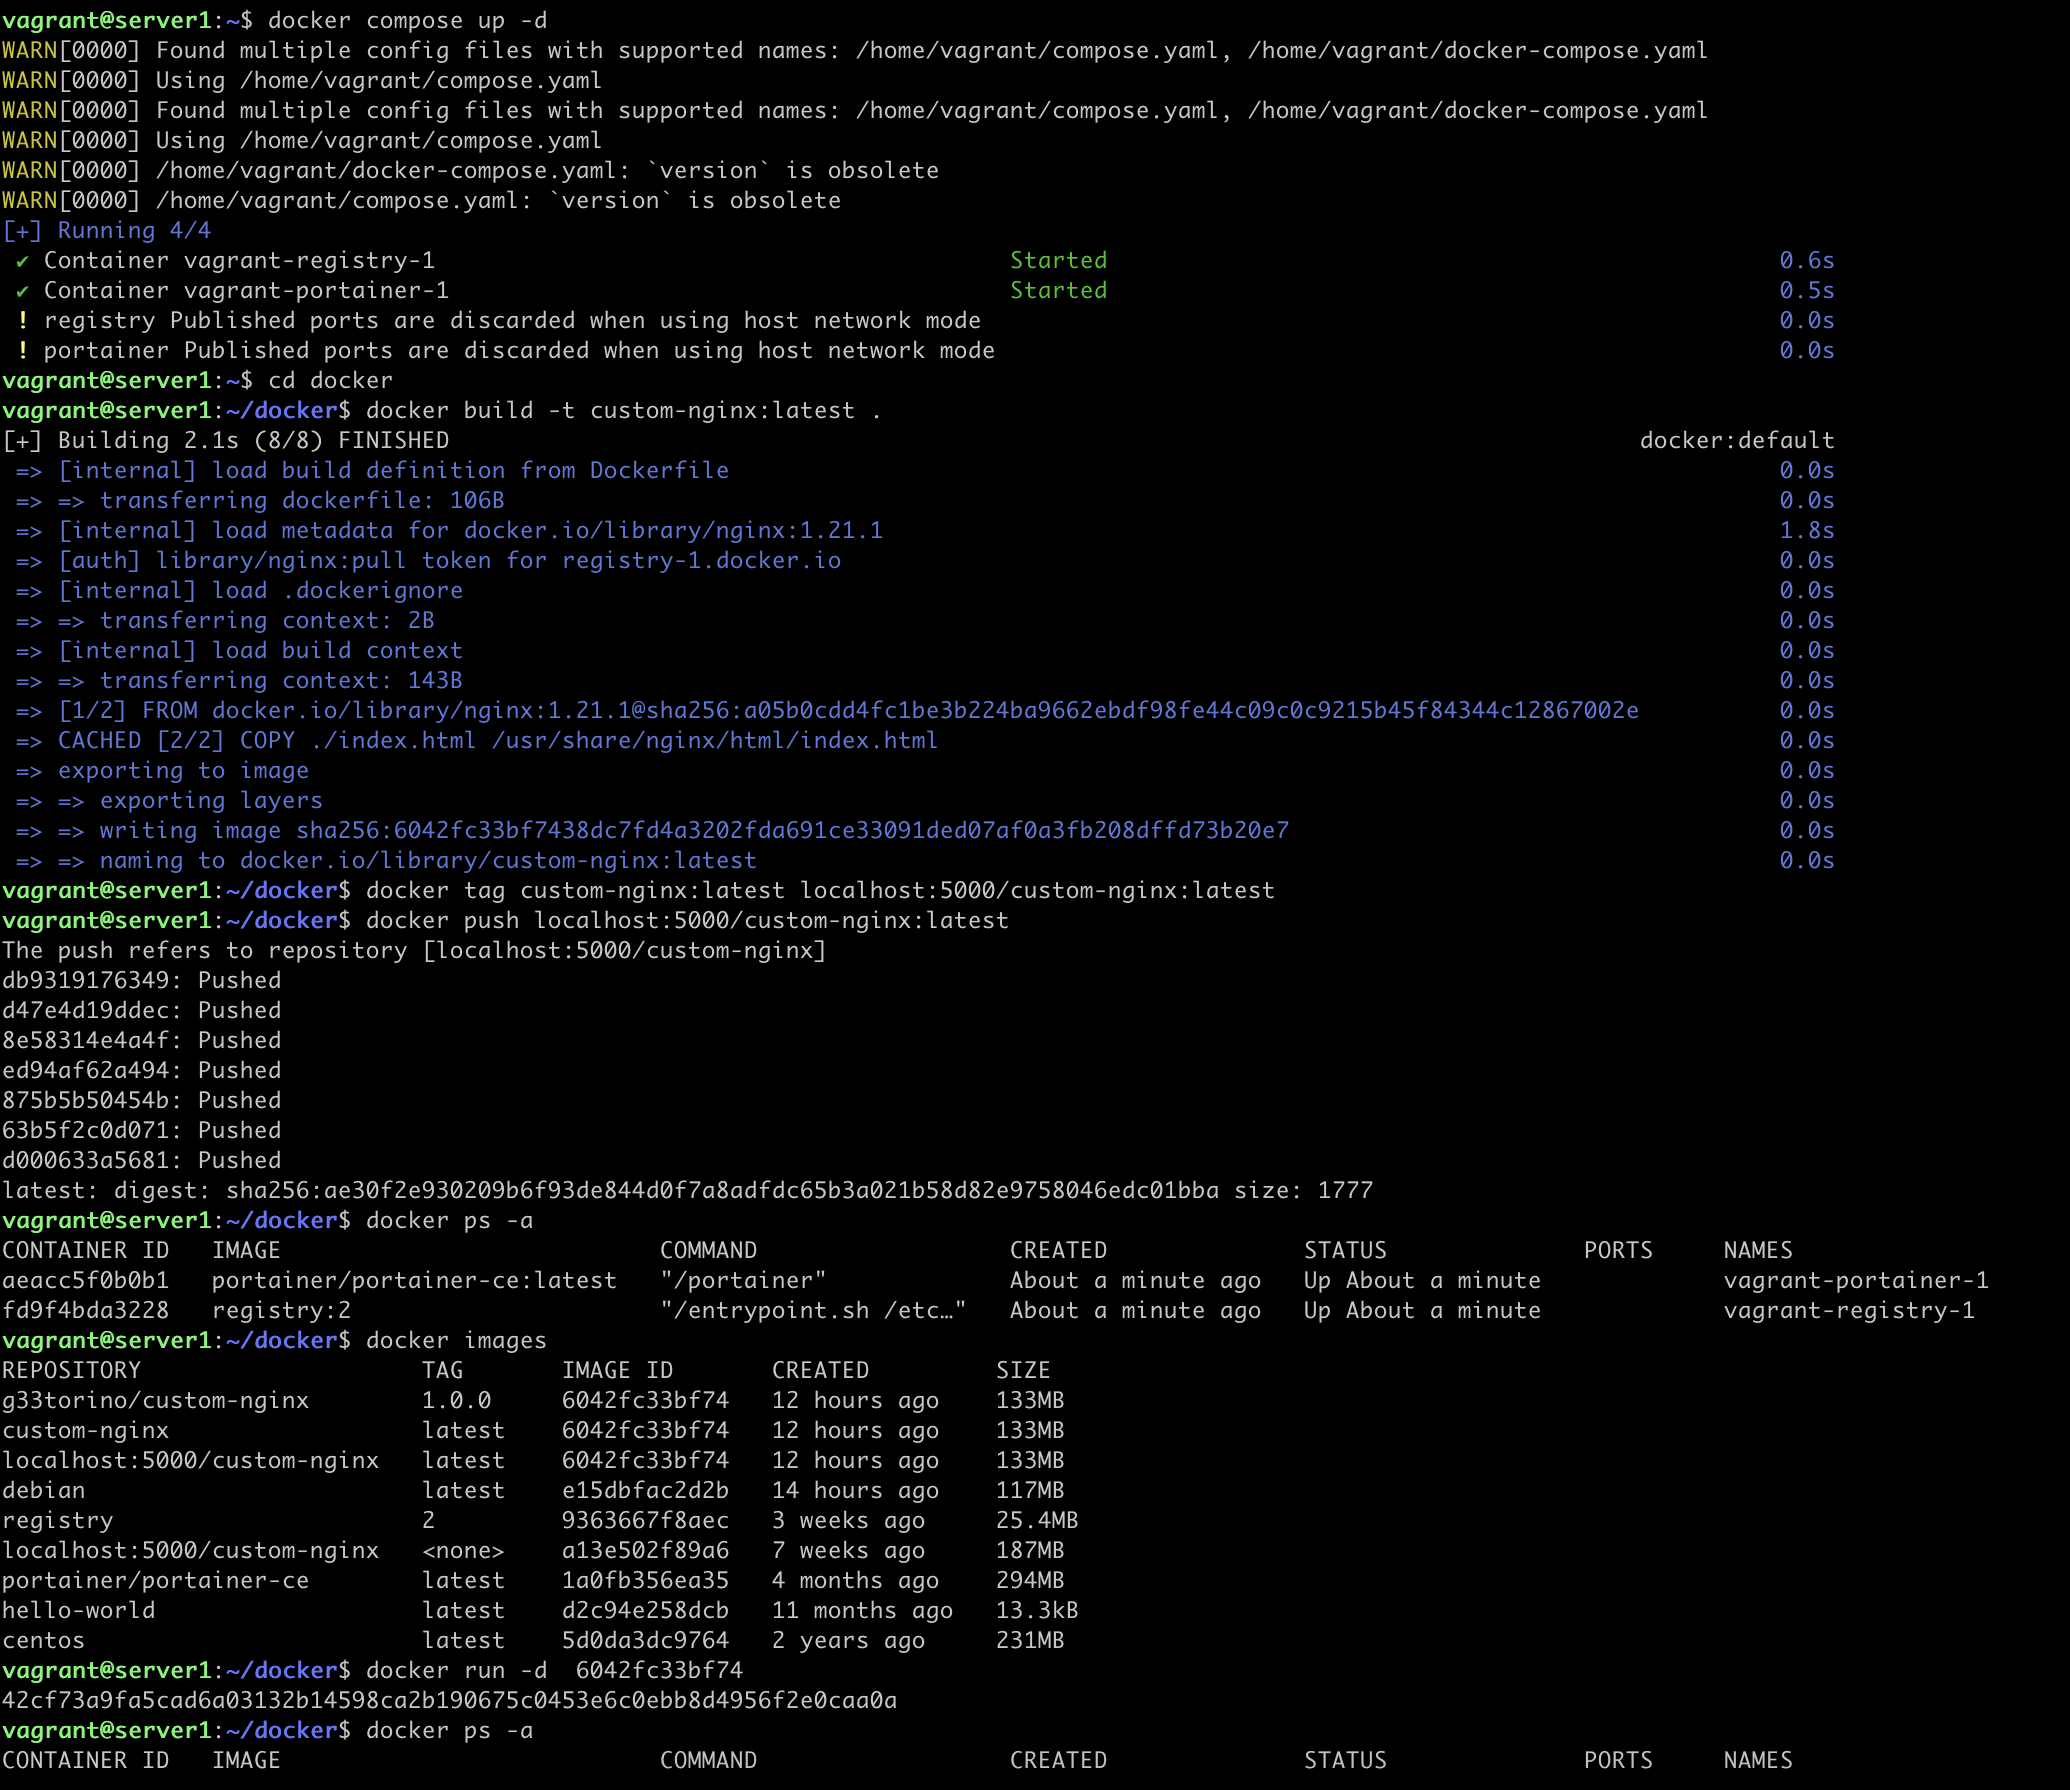 vagrant@server1:~$ docker compose up -d
WARN[0000] Found multiple config files with supported names: /home/vagrant/compose.yaml, /home/vagrant/docker-compose.yaml
WARN[0000] Using /home/vagrant/compose.yaml
WARN[0000] Found multiple config files with supported names: /home/vagrant/compose.yaml, /home/vagrant/docker-compose.yaml
WARN[0000] Using /home/vagrant/compose.yaml
WARN[0000] /home/vagrant/docker-compose.yaml: `version` is obsolete
WARN[0000] /home/vagrant/compose.yaml: `version` is obsolete
[+] Running 4/4
✔ Container vagrant-registry-1 Started 0.6s
✔ Container vagrant-portainer-1 Started 0.5s
! registry Published ports are discarded when using host network mode 0.0s
! portainer Published ports are discarded when using host network mode 0.0s
vagrant@server1:~$ cd docker
vagrant@server1:~/docker$ docker build -t custom-nginx:latest .
[+] Building 2.1s (8/8) FINISHED docker:default
=> [internal] load build definition from Dockerfile 0.0s
=> => transferring dockerfile: 106B 0.0s
=> [internal] load metadata for docker.io/library/nginx:1.21.1 1.8s
=> [auth] library/nginx:pull token for registry-1.docker.io 0.0s
=> [internal] load .dockerignore 0.0s
=> => transferring context: 2B 0.0s
=> [internal] load build context 0.0s
=> => transferring context: 143B 0.0s
=> [1/2] FROM docker.io/library/nginx:1.21.1@sha256:a05b0cdd4fc1be3b224ba9662ebdf98fe44c09c0c9215b45f84344c12867002e 0.0s
=> CACHED [2/2] COPY ./index.html /usr/share/nginx/html/index.html 0.0s
=> exporting to image 0.0s
=> => exporting layers 0.0s
=> => writing image sha256:6042fc33bf7438dc7fd4a3202fda691ce33091ded07af0a3fb208dffd73b20e7 0.0s
=> => naming to docker.io/library/custom-nginx:latest 0.0s
vagrant@server1:~/docker$ docker tag custom-nginx:latest localhost:5000/custom-nginx:latest
vagrant@server1:~/docker$ docker push localhost:5000/custom-nginx:latest
The push refers to repository [localhost:5000/custom-nginx]
db9319176349: Pushed
d47e4d19ddec: Pushed
8e58314e4a4f: Pushed
ed94af62a494: Pushed
875b5b50454b: Pushed
63b5f2c0d071: Pushed
d000633a5681: Pushed
latest: digest: sha256:ae30f2e930209b6f93de844d0f7a8adfdc65b3a021b58d82e9758046edc01bba size: 1777
vagrant@server1:~/docker$ docker ps -a
CONTAINER ID IMAGE COMMAND CREATED STATUS PORTS NAMES
aeacc5f0b0b1 portainer/portainer-ce:latest "/portainer" About a minute ago Up About a minute vagrant-portainer-1
fd9f4bda3228 registry:2 "/entrypoint.sh /etc…" About a minute ago Up About a minute vagrant-registry-1
vagrant@server1:~/docker$ docker images
REPOSITORY TAG IMAGE ID CREATED SIZE
g33torino/custom-nginx 1.0.0 6042fc33bf74 12 hours ago 133MB
custom-nginx latest 6042fc33bf74 12 hours ago 133MB
localhost:5000/custom-nginx latest 6042fc33bf74 12 hours ago 133MB
debian latest e15dbfac2d2b 14 hours ago 117MB
registry 2 9363667f8aec 3 weeks ago 25.4MB
localhost:5000/custom-nginx <none> a13e502f89a6 7 weeks ago 187MB
portainer/portainer-ce latest 1a0fb356ea35 4 months ago 294MB
hello-world latest d2c94e258dcb 11 months ago 13.3kB
centos latest 5d0da3dc9764 2 years ago 231MB
vagrant@server1:~/docker$ docker run -d  6042fc33bf74
42cf73a9fa5cad6a03132b14598ca2b190675c0453e6c0ebb8d4956f2e0caa0a
vagrant@server1:~/docker$ docker ps -a
CONTAINER ID IMAGE COMMAND CREATED STATUS PORTS NAMES